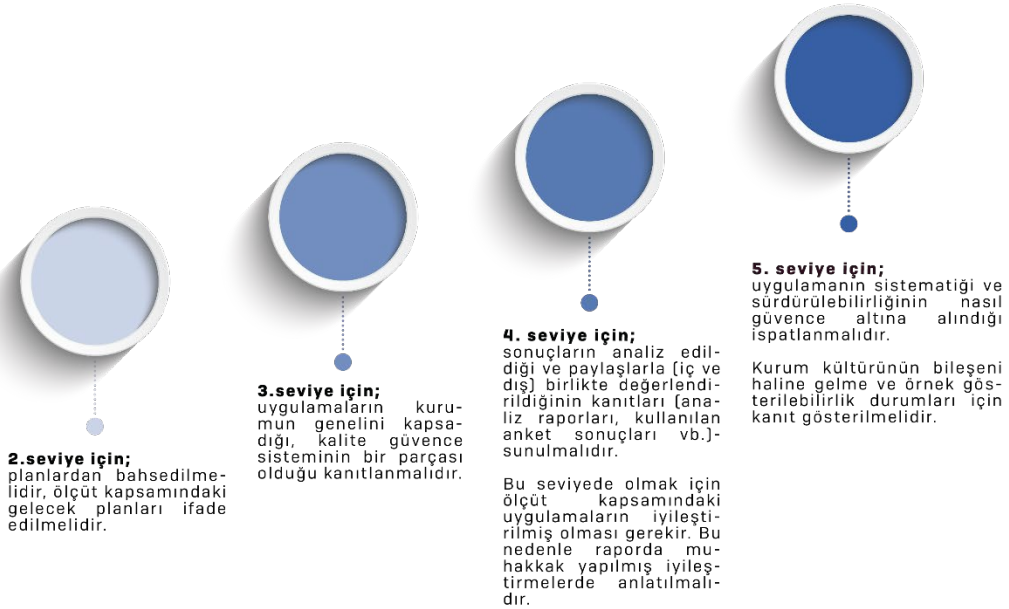 2.seviye için;
planlardan bahsedilme-
lidir, ölçüt kapsamındaki
gelecek planları ifade
edilmelidir.
3.seviye için;
uygulamaların kuru-
mun genelini kapsa-
dığı, kalite güvence
sisteminin bir parçası
olduğu kanıtlanmalıdır.
4. seviye için;
sonuçların analiz edil-
diği ve paylaşlarla (iç ve
dış) birlikte değerlendi-
rildiğinin kanıtları (ana-
liz raporları, kullanılan
anket sonuçları vb.)-
sunulmalıdır.
Bu seviyede olmak için
ölçüt kapsamındaki
uygulamaların iyileşti-
rilmiş olması gerekir. Bu
nedenle raporda mu-
hakkak yapılmış iyileş-
tirmelerde anlatılmalı-
dır.
5. seviye için;
uygulamanın sistematiği ve
sürdürülebilirliğinin nasıl
güvence altına alındığı
ispatlanmalıdır.
Kurum kültürünün bileşeni
haline gelme ve örnek gös-
terilebilirlik durumları için
kanıt gösterilmelidir.